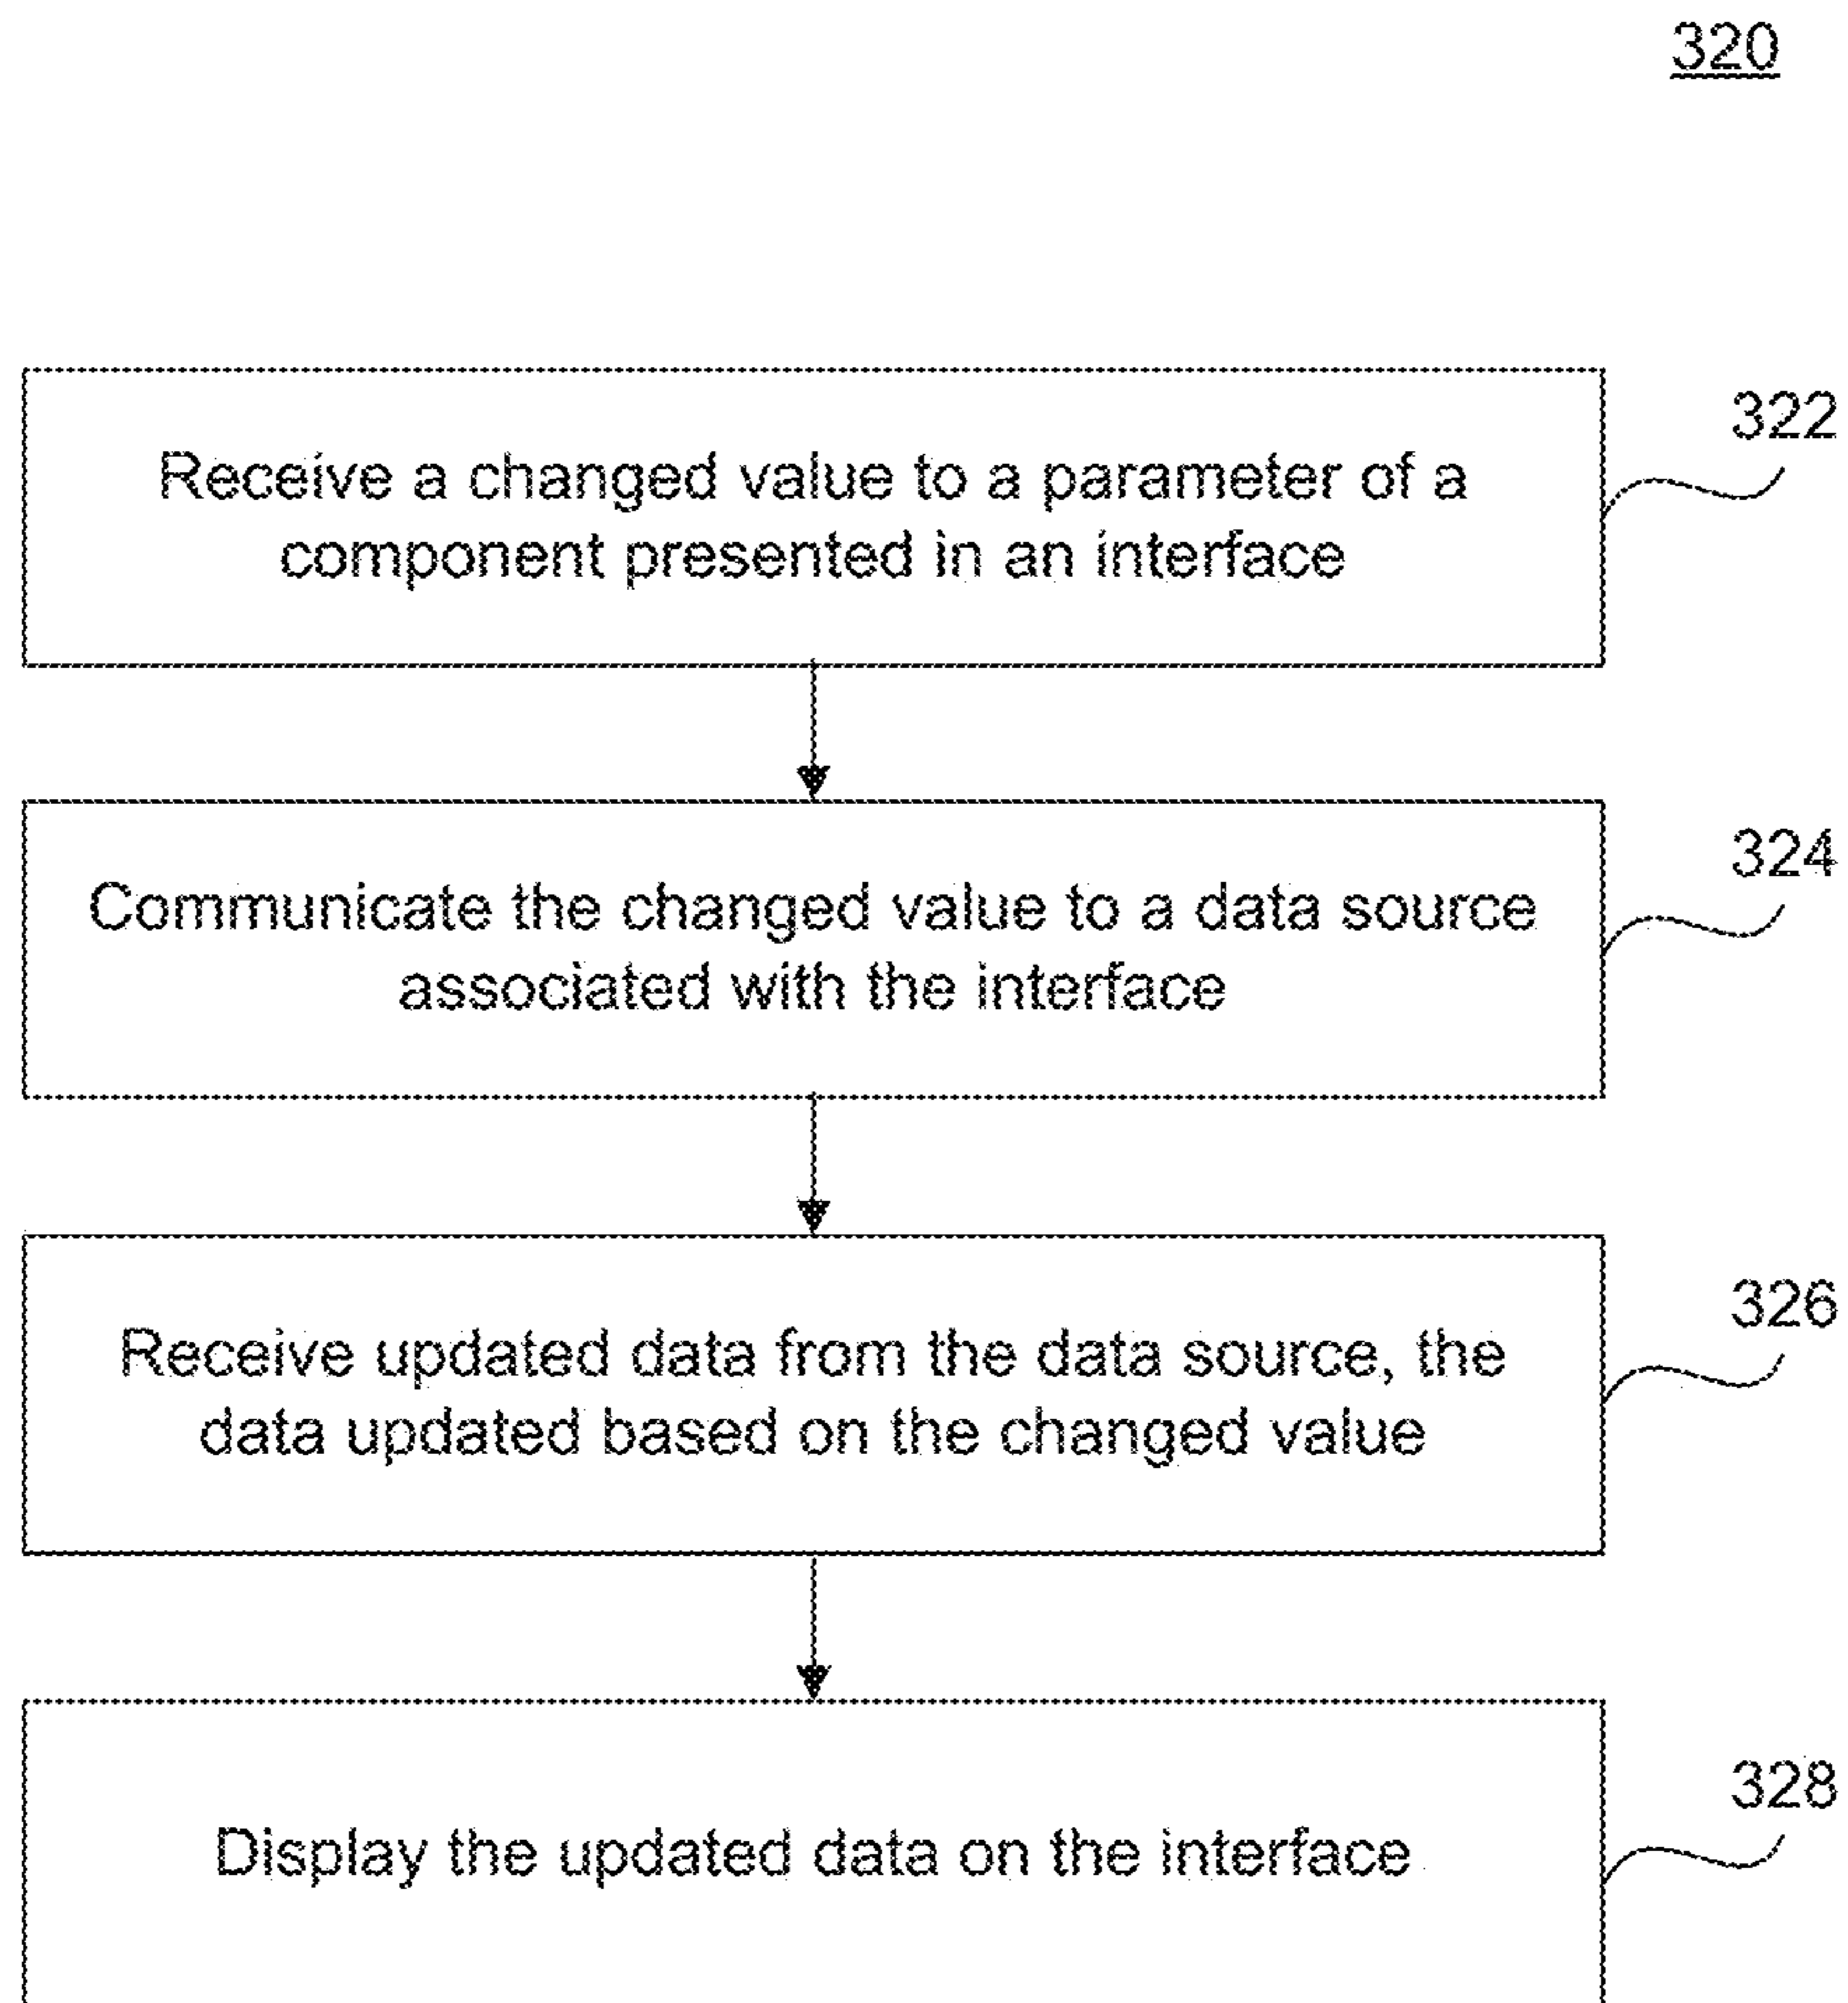 320
Receive a changed value to a parameter of a
component presented in an interface
322
Communicate the changed value to a data source
associated with the interface
324
Receive updated data from the data source, the
data updated based on the changed value
326
Display the updated data on the interface
328